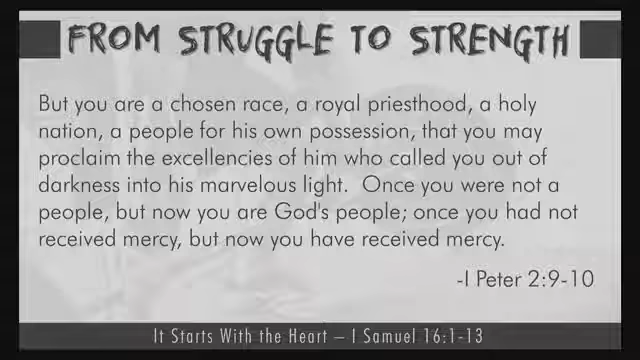 FROM STRUGGLE TO STRENGTH
But you are a chosen race, a royal priesthood, a holy
nation, a people for his own possession, that you may
proclaim the excellencies of him who called you out of
darkness into his marvelous light.  Once you were not a
people, but now you are God's people; once you had not
received mercy, but now you have received mercy.
-I Peter 2:9-10
It Starts With the Heart – I Samuel 16:1-13